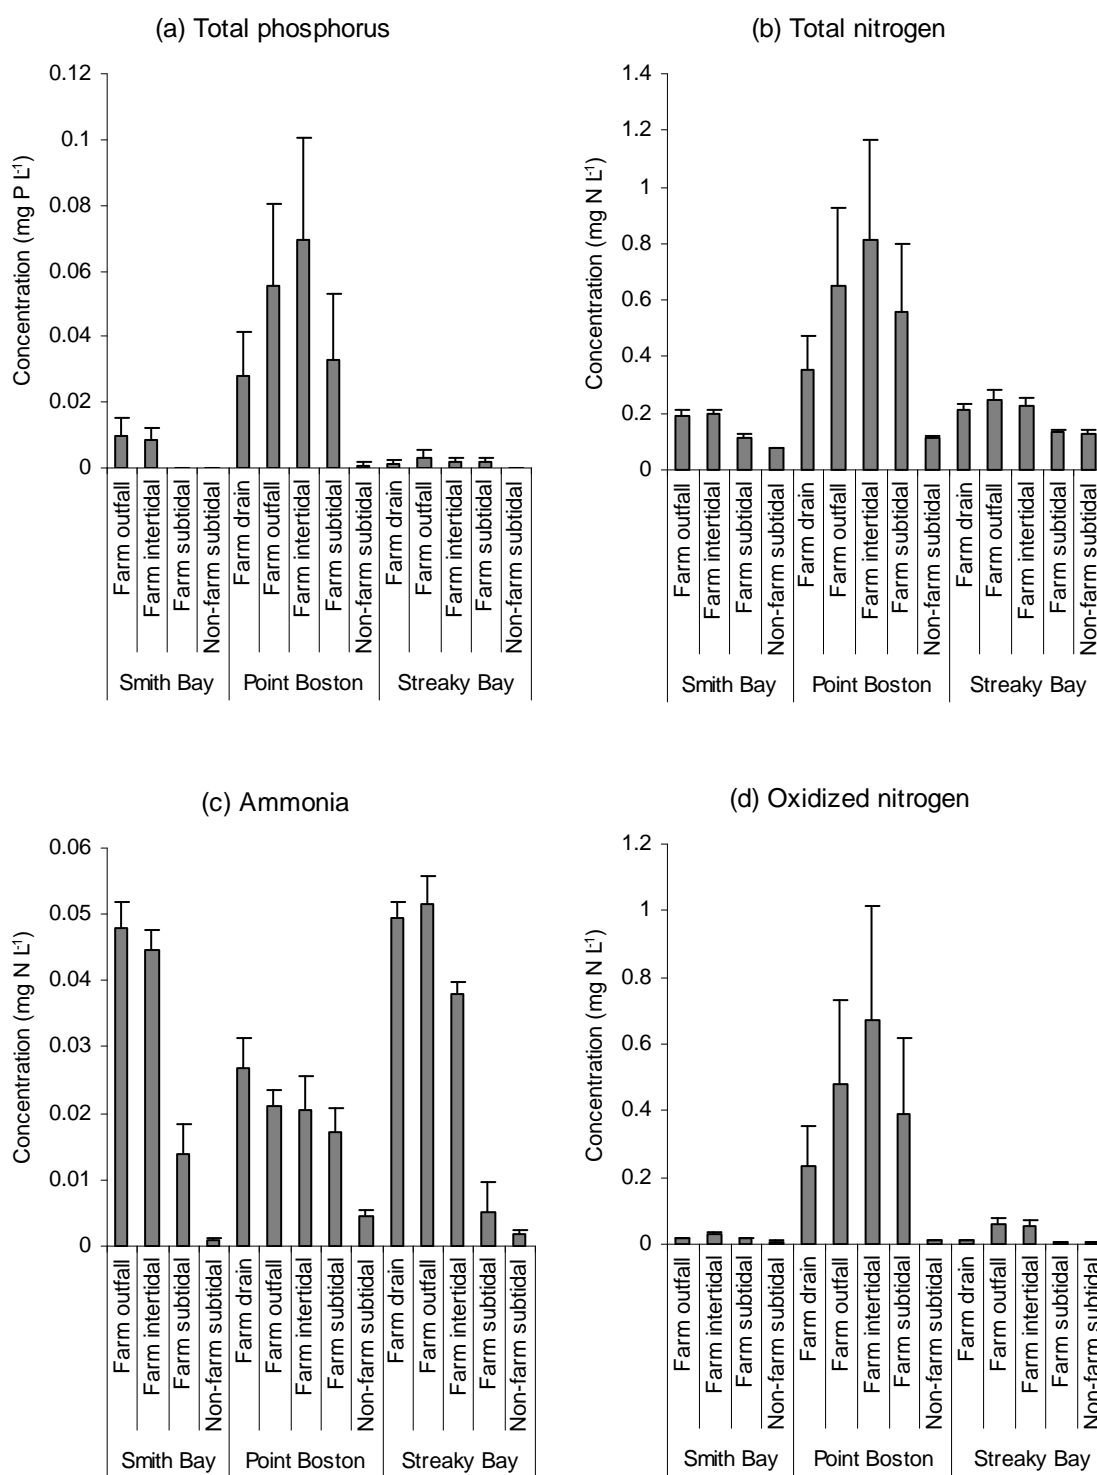 (a) Total phosphorus
Concentration (mg P L-1)
0.12
0.1
0.08
0.06
0.04
0.02
0
Farm outfall
Farm intertidal
Farm subtidal
Non-farm subtidal
Farm drain
Farm outfall
Farm intertidal
Farm subtidal
Non-farm subtidal
Farm drain
Farm outfall
Farm intertidal
Farm subtidal
Non-farm subtidal
Smith Bay
Point Boston
Streaky Bay
(b) Total nitrogen
Concentration (mg N L-1)
1.4
1.2
1
0.8
0.6
0.4
0.2
0
Farm outfall
Farm intertidal
Farm subtidal
Non-farm subtidal
Farm drain
Farm outfall
Farm intertidal
Farm subtidal
Non-farm subtidal
Farm drain
Farm outfall
Farm intertidal
Farm subtidal
Non-farm subtidal
Smith Bay
Point Boston
Streaky Bay
(c) Ammonia
Concentration (mg N L-1)
0.06
0.05
0.04
0.03
0.02
0.01
0
Farm outfall
Farm intertidal
Farm subtidal
Non-farm subtidal
Farm drain
Farm outfall
Farm intertidal
Farm subtidal
Non-farm subtidal
Farm drain
Farm outfall
Farm intertidal
Farm subtidal
Non-farm subtidal
Smith Bay
Point Boston
Streaky Bay
(d) Oxidized nitrogen
Concentration (mg N L-1)
1.2
1
0.8
0.6
0.4
0.2
0
Farm outfall
Farm intertidal
Farm subtidal
Non-farm subtidal
Farm drain
Farm outfall
Farm intertidal
Farm subtidal
Non-farm subtidal
Farm drain
Farm outfall
Farm intertidal
Farm subtidal
Non-farm subtidal
Smith Bay
Point Boston
Streaky Bay